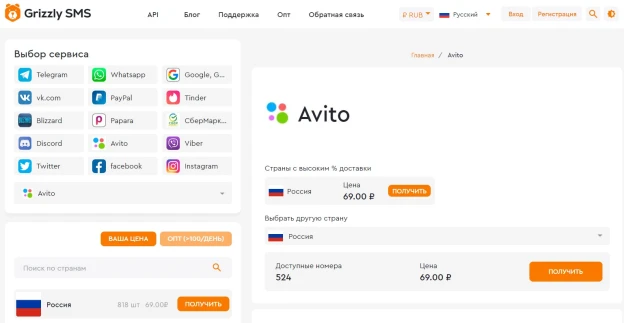 Grizzly SMS
API
Блог
Поддержка
Опт
Обратная связь
₽ RUB
Русский
Вход
Регистрация
Выбор сервиса
Telegram
Whatsapp
Google, G...
vk.com
PayPal
Tinder
Blizzard
Papara
СберМарк...
Discord
Avito
Viber
Twitter
facebook
Instagram
Avito
ВАША ЦЕНА
ОПТ (>100/ДЕНЬ)
Поиск по странам
Россия
818 шт
69.00₽
ПОЛУЧИТЬ
Главная / Avito
Avito
Страны с высоким % доставки
Россия
Цена
69.00 ₽
ПОЛУЧИТЬ
Выбрать другую страну
Россия
Доступные номера
524
Цена
69.00 ₽
ПОЛУЧИТЬ